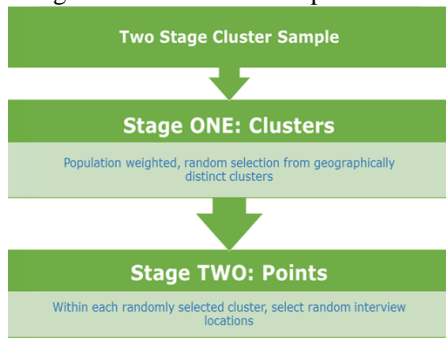 Two Stage Cluster Sample
Stage ONE: Clusters
Population weighted, random selection from geographically
distinct clusters
Stage TWO: Points
Within each randomly selected cluster, select random interview
locations